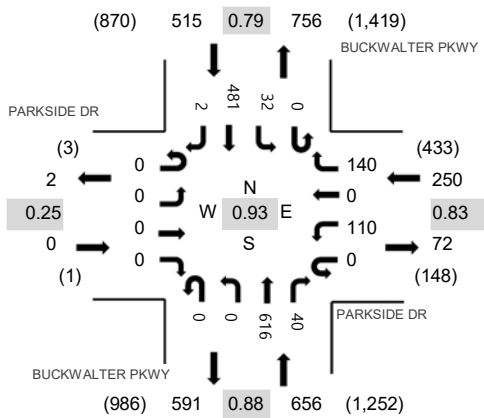 (870) 515 0.79 756 (1,419)
BUCKWALTER PKWY
2 481 32 0
PARKSIDE DR
(3)
2
0.25
0
(1)
0
0
0
0
N
W 0.93 E
S
140
0
110
0
(433)
250
0.83
72
(148)
0 0 616 40
PARKSIDE DR
BUCKWALTER PKWY
(986) 591 0.88 656 (1,252)